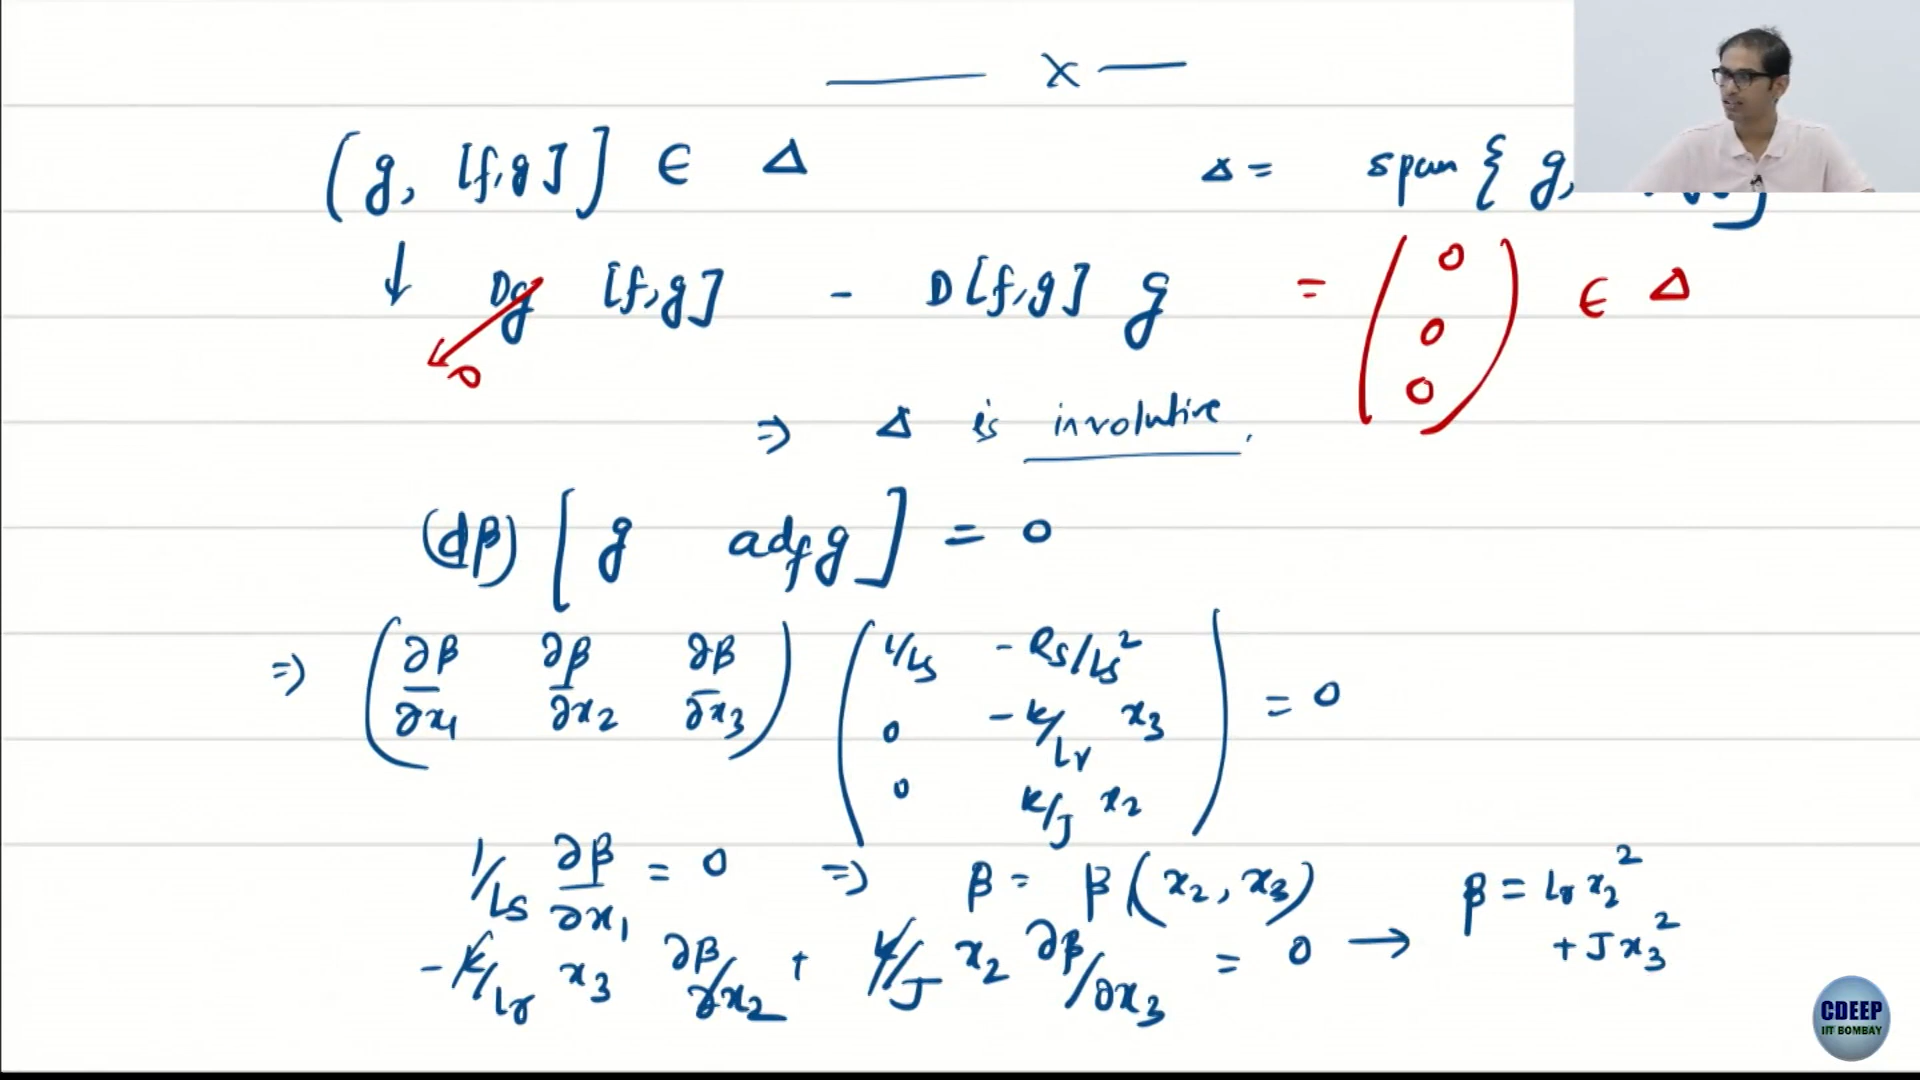 —— x ——
[g, [f,g]] ∈ Δ    Δ = span { g,
↓ Dg [f,g] - D[f,g] g = (0 0 0) ∈ Δ
0
⇒ Δ is involutive.
(dβ) [g  ad_f g] = 0
⇒ (∂β/∂x₁  ∂β/∂x₂  ∂β/∂x₃) (1/Ls  -Rs/Ls²; 0  -k/Lr x₃; 0  k/J x₂) = 0
1/Ls ∂β/∂x₁ = 0 ⇒ β = β(x₂, x₃)
-k/Lr x₃ ∂β/∂x₂ + k/J x₂ ∂β/∂x₃ = 0 → β = Lr x₂² + J x₃²
CDEEP
IIT BOMBAY